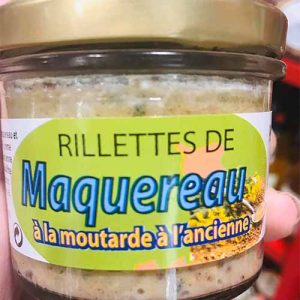 RILLETTES DE
Maquereau
à la moutarde à l'ancienne